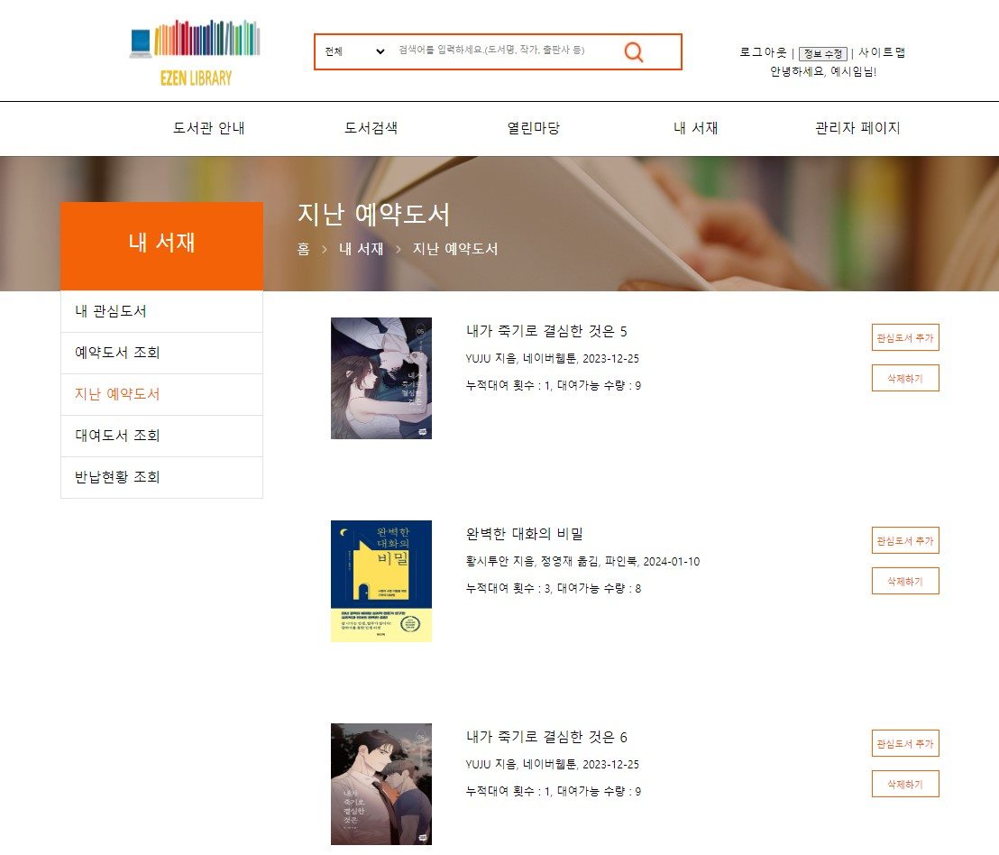 EZEN LIBRARY
전체
검색어를 입력하세요.(도서명, 작가, 출판사 등)
로그아웃 | 정보 수정 | 사이트맵
안녕하세요, 예시임님!
도서관 안내 도서검색 열린마당 내 서재 관리자 페이지
내 서재
지난 예약도서
홈 > 내 서재 > 지난 예약도서
내 관심도서
예약도서 조회
지난 예약도서
대여도서 조회
반납현황 조회
05
내가
죽기로
결심한
것은
내가 죽기로 결심한 것은 5
YUJU 지음, 네이버웹툰, 2023-12-25
누적대여 횟수 : 1, 대여가능 수량 : 9
관심도서 추가
삭제하기
완벽한
대화의
비밀
완벽한 대화의 비밀
황시투안 지음, 정영재 옮김, 파인북, 2024-01-10
누적대여 횟수 : 3, 대여가능 수량 : 8
관심도서 추가
삭제하기
내가
죽기로
결심한
것은
내가 죽기로 결심한 것은 6
YUJU 지음, 네이버웹툰, 2023-12-25
누적대여 횟수 : 1, 대여가능 수량 : 9
관심도서 추가
삭제하기